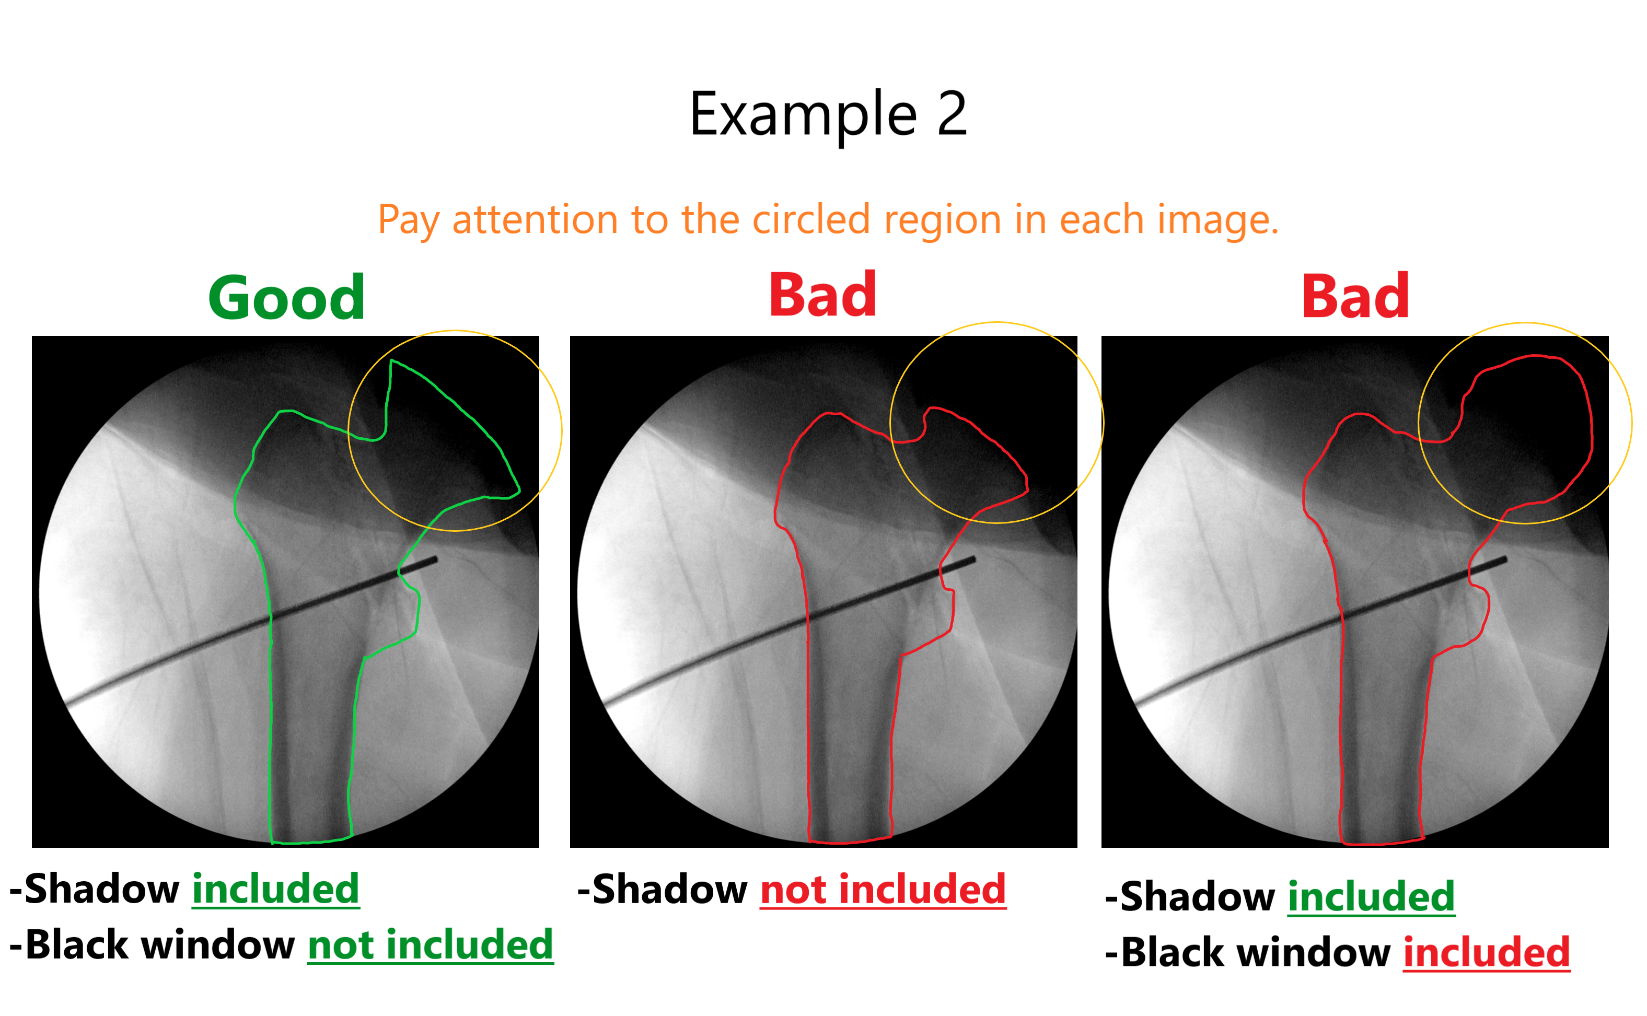 Example 2
Pay attention to the circled region in each image.
Good
Bad
Bad
-Shadow included
-Black window not included
-Shadow not included
-Shadow included
-Black window included